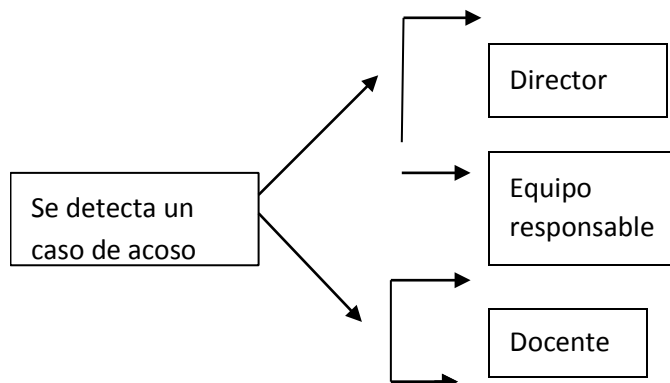 Director
Se detecta un
caso de acoso
Equipo
responsable
Docente